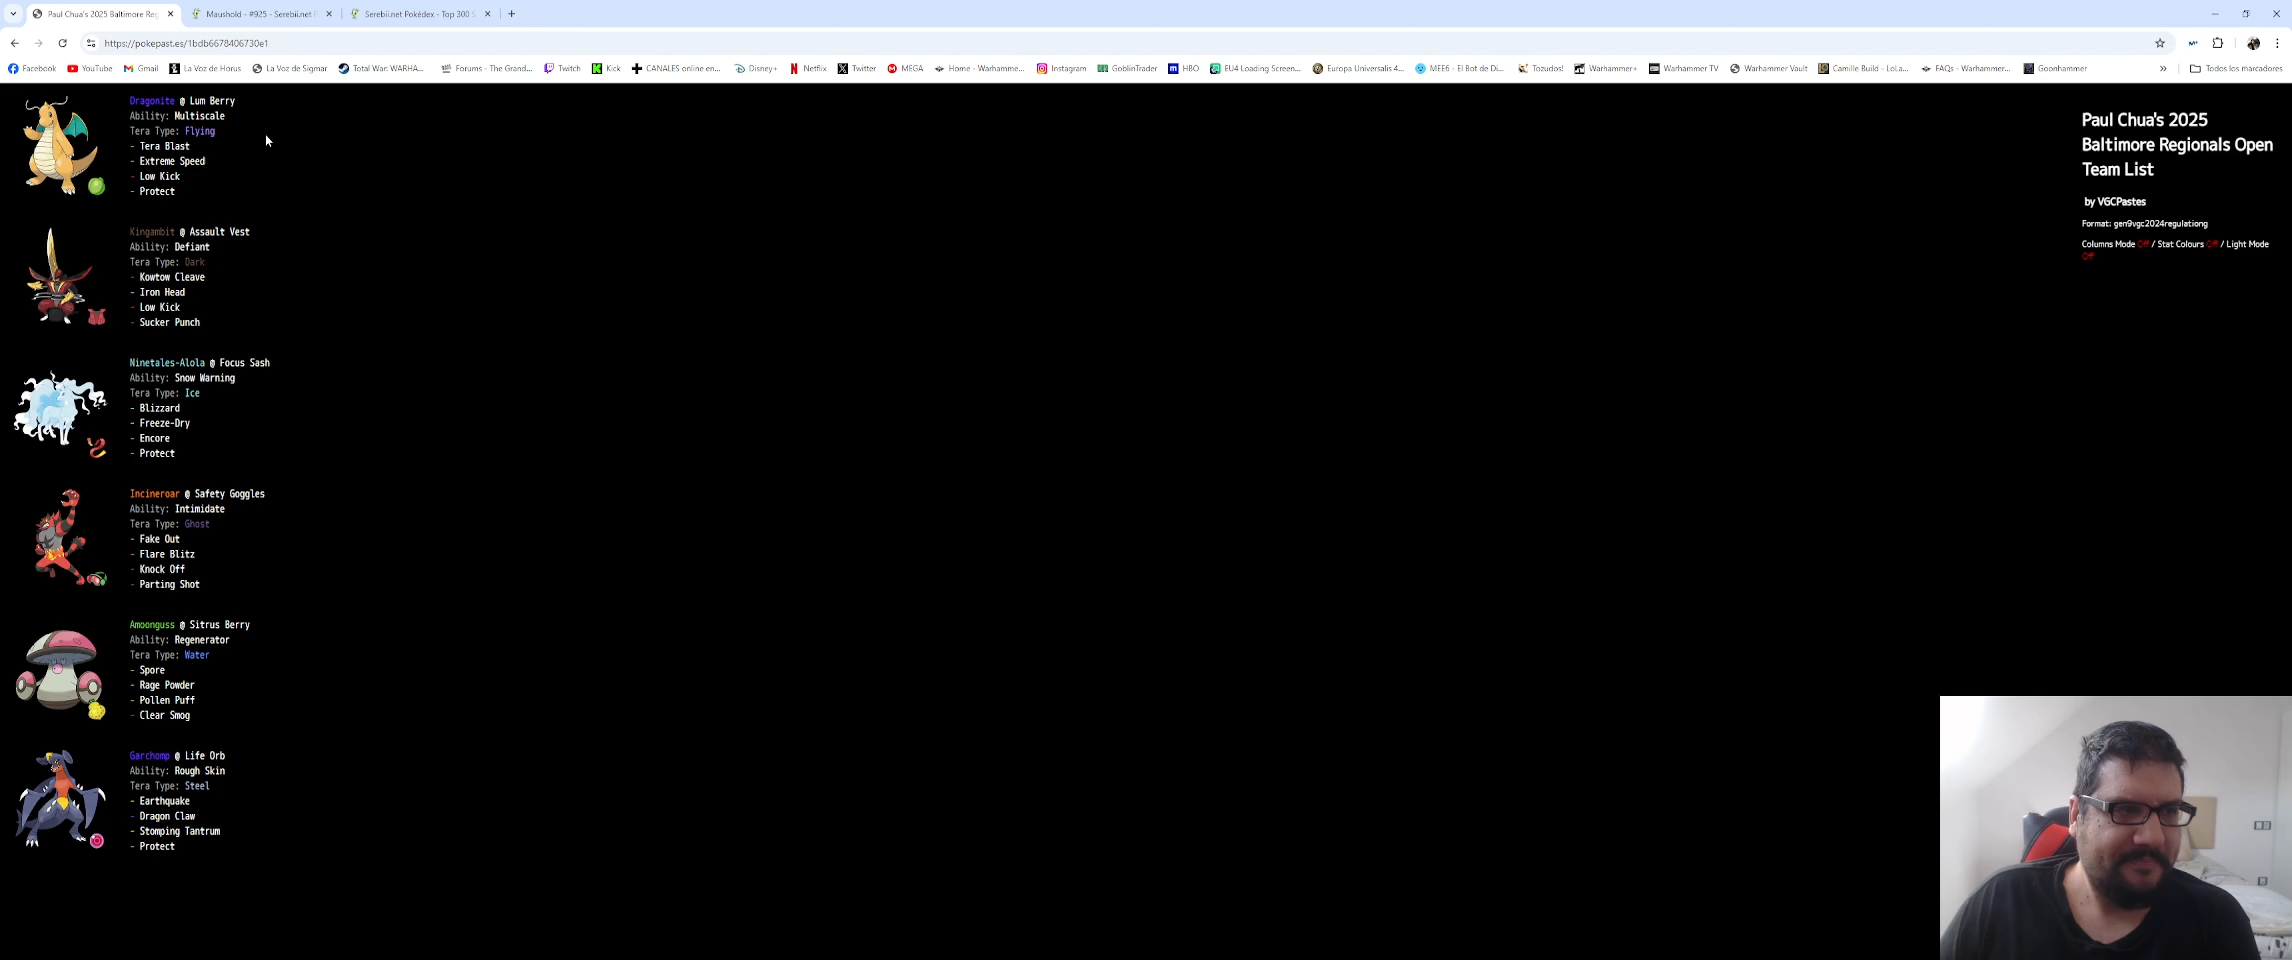 Paul Chua's 2025 Baltimore Reg
Maushold - #925 - Serebii.net P
Serebii.net Pokédex - Top 300 S
https://pokepast.es/1bdb6678406730e1
Facebook YouTube Gmail La Voz de Horus La Voz de Sigmar Total War: WARHA... Forums - The Grand... Twitch Kick CANALES online en... Disney+ Netflix Twitter MEGA Home - Warhamme... Instagram GoblinTrader HBO EU4 Loading Screen... Europa Universalis 4... MEE6 - El Bot de Di... Tozudos! Warhammer+ Warhammer TV Warhammer Vault Camille Build - LoLa... FAQs - Warhammer... Goonhammer » Todos los marcadores
Dragonite @ Lum Berry
Ability: Multiscale
Tera Type: Flying
- Tera Blast
- Extreme Speed
- Low Kick
- Protect
Kingambit @ Assault Vest
Ability: Defiant
Tera Type: Dark
- Kowtow Cleave
- Iron Head
- Low Kick
- Sucker Punch
Ninetales-Alola @ Focus Sash
Ability: Snow Warning
Tera Type: Ice
- Blizzard
- Freeze-Dry
- Encore
- Protect
Incineroar @ Safety Goggles
Ability: Intimidate
Tera Type: Ghost
- Fake Out
- Flare Blitz
- Knock Off
- Parting Shot
Amoonguss @ Sitrus Berry
Ability: Regenerator
Tera Type: Water
- Spore
- Rage Powder
- Pollen Puff
- Clear Smog
Garchomp @ Life Orb
Ability: Rough Skin
Tera Type: Steel
- Earthquake
- Dragon Claw
- Stomping Tantrum
- Protect
Paul Chua's 2025
Baltimore Regionals Open
Team List
by VGCPastes
Format: gen9vgc2024regulationg
Columns Mode Off / Stat Colours Off / Light Mode
Off